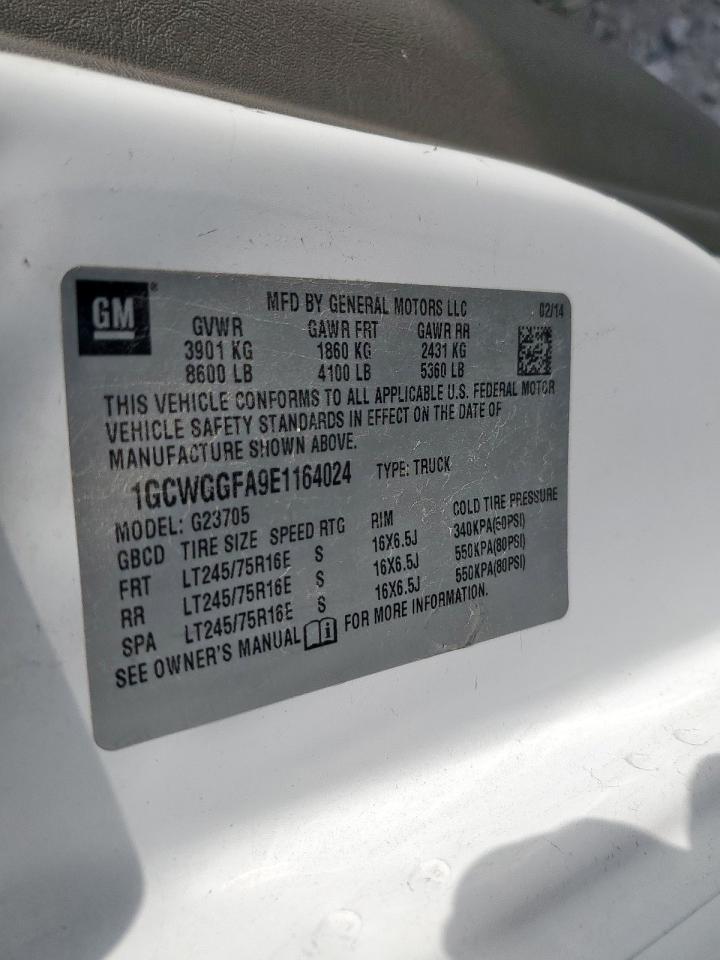 GM®
MFD BY GENERAL MOTORS LLC 02/14
GVWR GAWR FRT GAWR RR
3901 KG 1860 KG 2431 KG
8600 LB 4100 LB 5360 LB
THIS VEHICLE CONFORMS TO ALL APPLICABLE U.S. FEDERAL MOTOR
VEHICLE SAFETY STANDARDS IN EFFECT ON THE DATE OF
MANUFACTURE SHOWN ABOVE.
1GCWGGFA9E1164024 TYPE: TRUCK
MODEL: G23705
GBCD TIRE SIZE SPEED RTG RIM COLD TIRE PRESSURE
FRT LT245/75R16E S 16X6.5J 340KPA(50PSI)
RR LT245/75R16E S 16X6.5J 550KPA(80PSI)
SPA LT245/75R16E S 16X6.5J 550KPA(80PSI)
SEE OWNER'S MANUAL i FOR MORE INFORMATION.